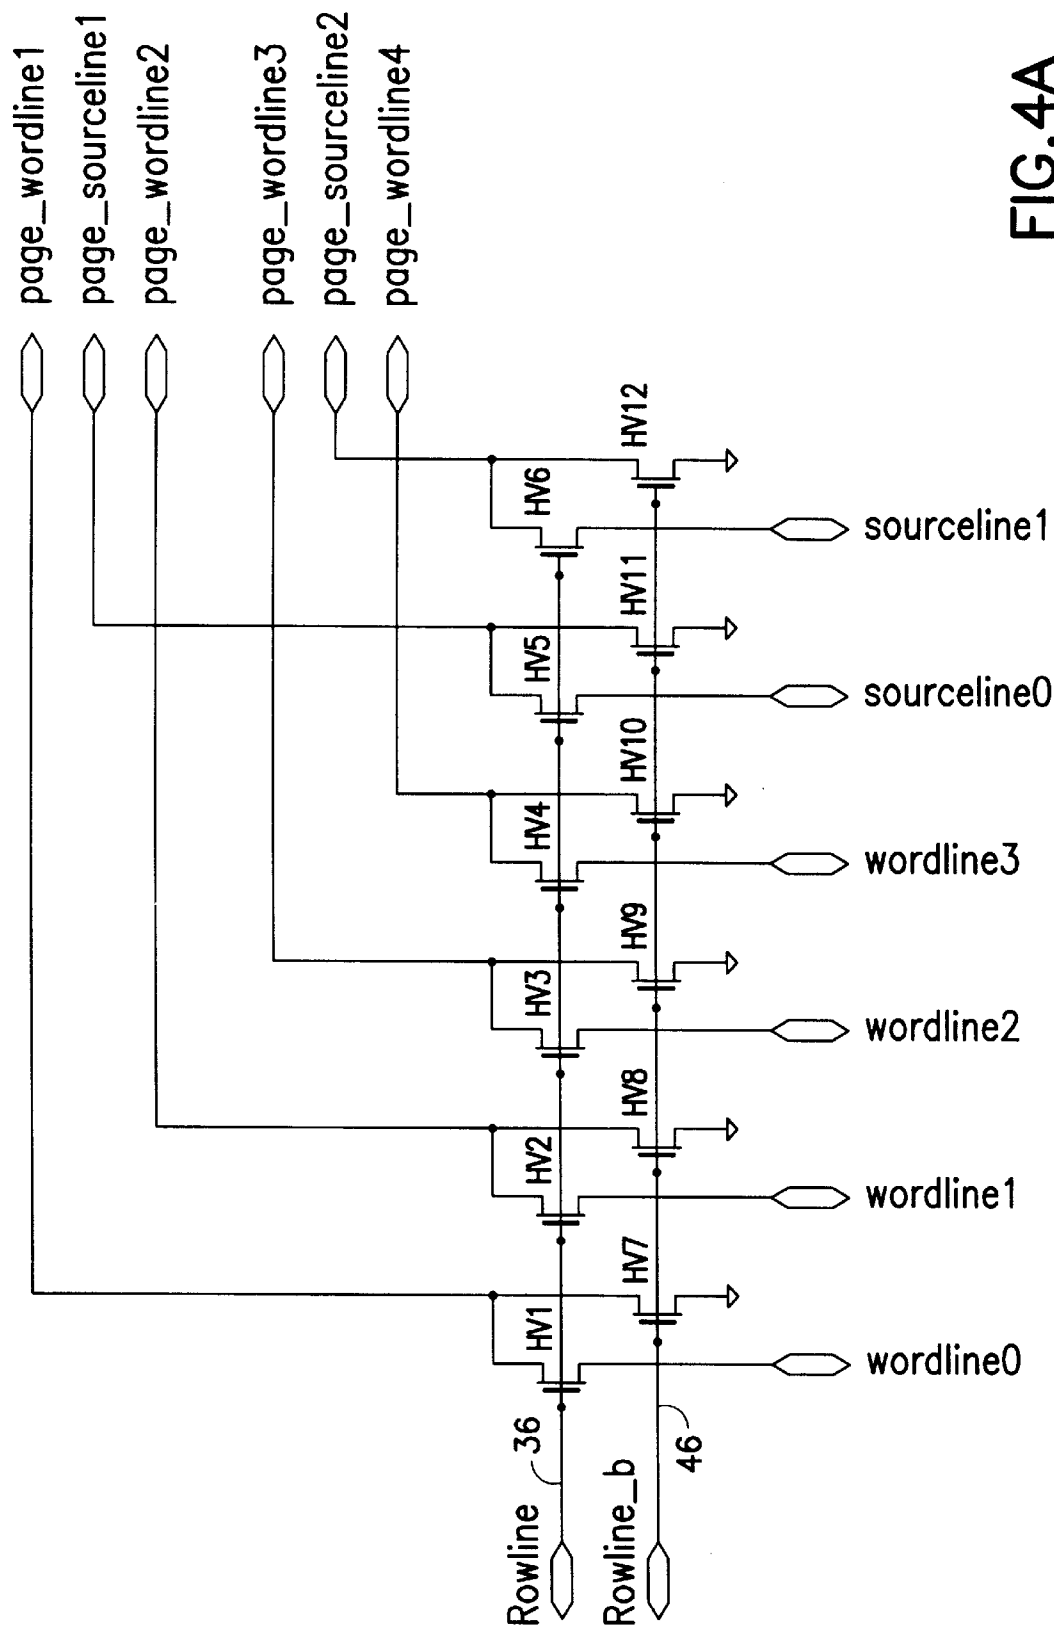 page_wordline1
page_sourceline1
page_wordline2
page_wordline3
page_sourceline2
page_wordline4
HV1
HV2
HV3
HV4
HV5
HV6
HV7
HV8
HV9
HV10
HV11
HV12
Rowline
36
Rowline_b
46
wordline0
wordline1
wordline2
wordline3
sourceline0
sourceline1
FIG.4A